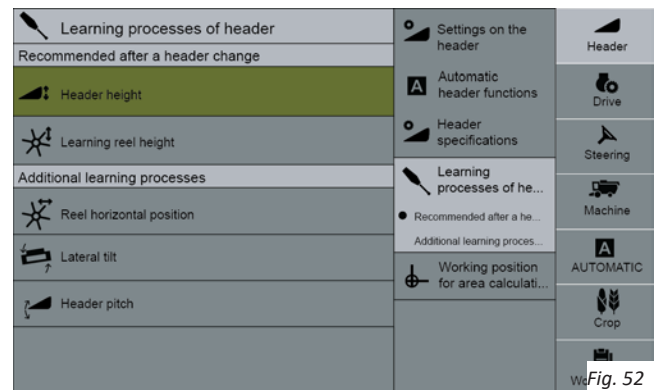 Learning processes of header
Recommended after a header change
Header height
Learning reel height
Additional learning processes
Reel horizontal position
Lateral tilt
Header pitch
Settings on the
header
A
Automatic
header functions
Header
specifications
Learning
processes of he...
Recommended after a he...
Additional learning proces...
Working position
for area calculati...
Header
Drive
Steering
Machine
A
AUTOMATIC
Crop
Fig. 52